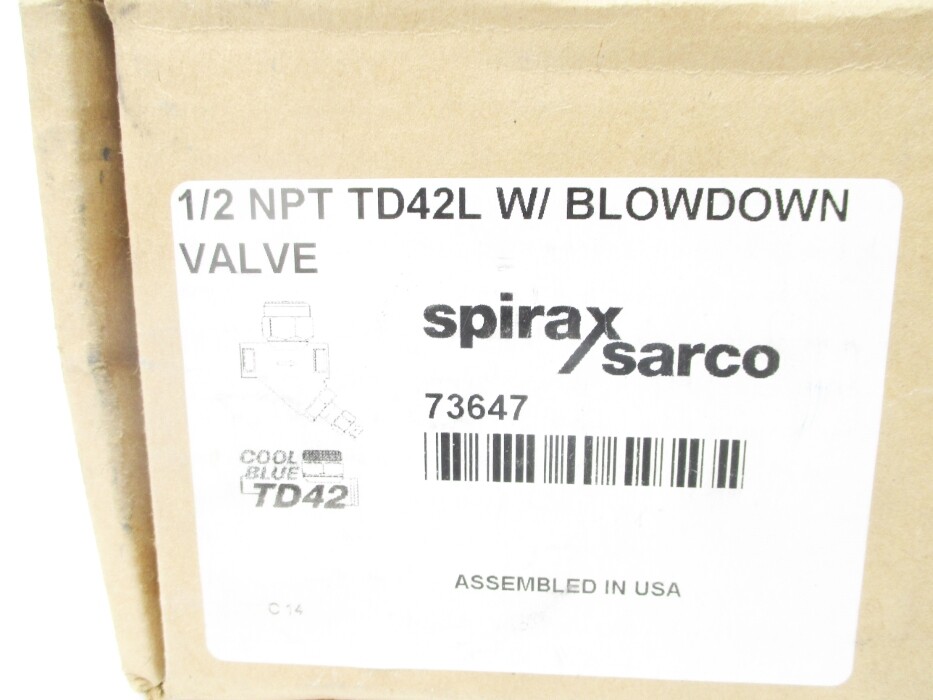 1/2 NPT TD42L W/ BLOWDOWN
VALVE
spirax
sarco
73647
COOL
BLUE
TD42
ASSEMBLED IN USA
C 14